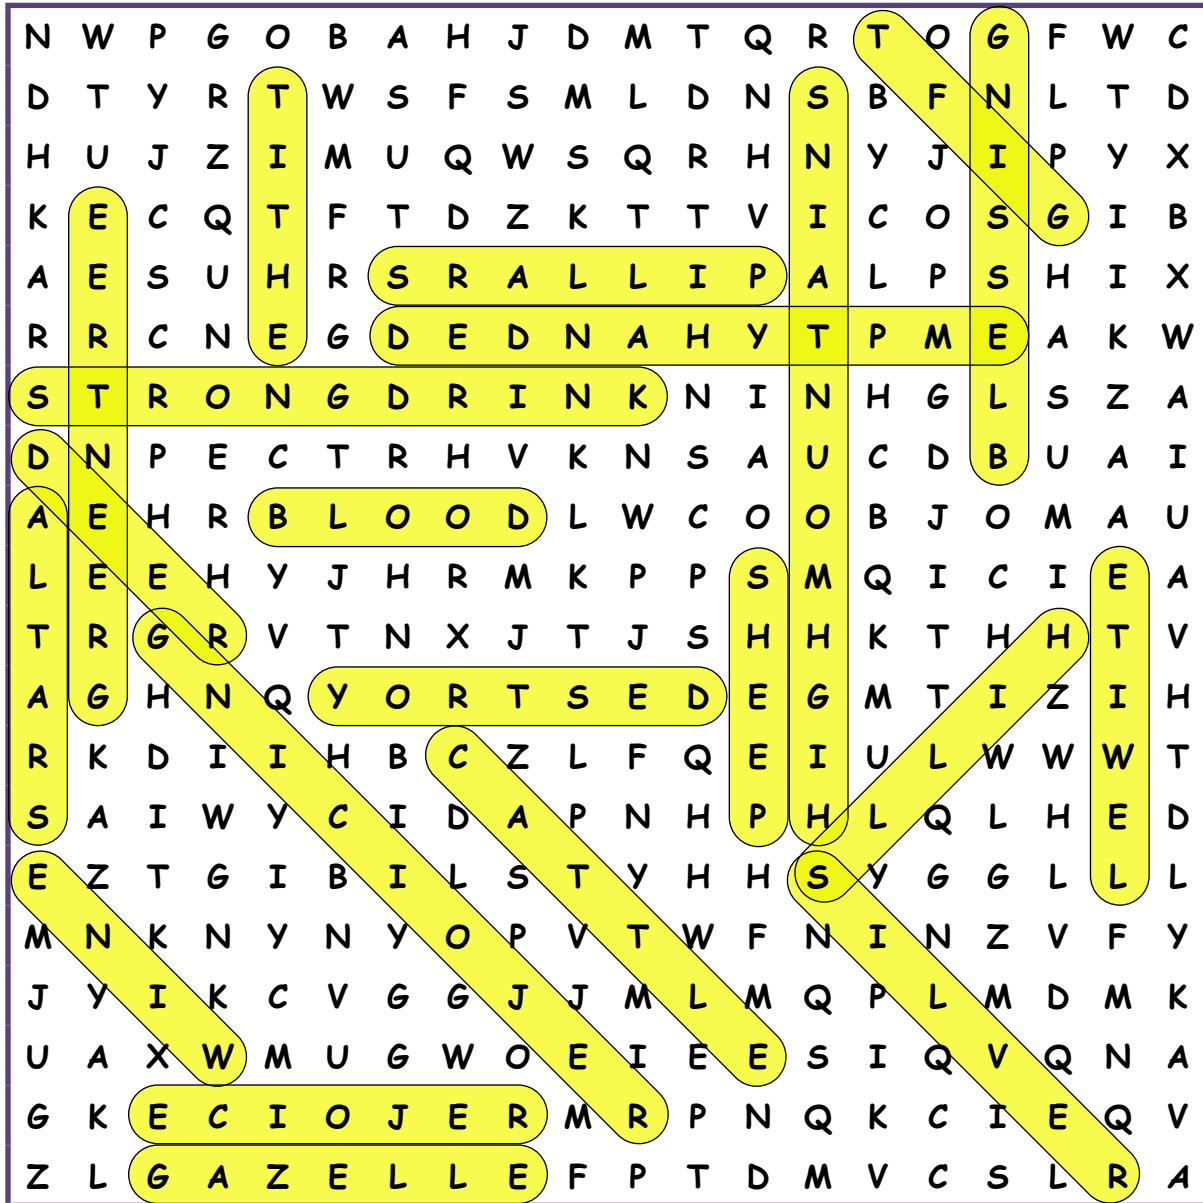 N W P G O B A H J D M T Q R T O G F W C
D T Y R T W S F S M L D N S B F N L T D
H U J Z I M U Q W S Q R H N Y J I P Y X
K E C Q T F T D Z K T T V I C O S G I B
A E S U H R S R A L L I P A L P S H I X
R R C N E G D E D N A H Y T P M E A K W
S T R O N G D R I N K N I N H G L S Z A
D N P E C T R H V K N S A U C D B U A I
A E H R B L O O D L W C O O B J O M A U
L E E H Y J H R M K P P S M Q I C I E A
T R G R V T N X J T J S H H K T H H T V
A G H N Q Y O R T S E D E G M T I Z I H
R K D I I H B C Z L F Q E I U L W W W T
S A I W Y C I D A P N H P H L Q L H E D
E Z T G I B I L S T Y H H S Y G G L L L
M N K N Y N Y O P V T W F N I N Z V F Y
J Y I K C V G G J J M L M Q P L M D M K
U A X W M U G W O E I E E S I Q V Q N A
G K E C I O J E R M R P N Q K C I E Q V
Z L G A Z E L L E F P T D M V C S L R A